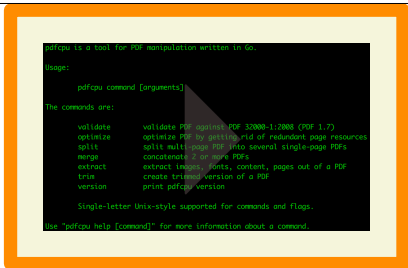 pdfcpu is a tool for PDF manipulation written in Go.
Usage:
pdfcpu command [arguments]
The commands are:
validate validate PDF against PDF 32000-1:2008 (PDF 1.7)
optimize optimize PDF by getting rid of redundant page resources
split split multi-page PDF into several single-page PDFs
merge concatenate 2 or more PDFs
extract extract images, fonts, content, pages out of a PDF
trim create trimmed version of a PDF
version print pdfcpu version
Single-letter Unix-style supported for commands and flags.
Use "pdfcpu help [command]" for more information about a command.